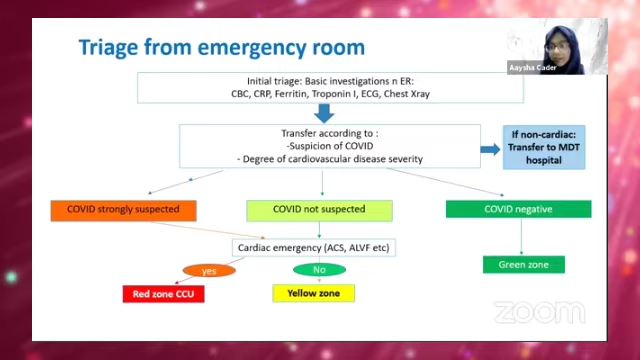 Triage from emergency room
Aaysha Cader
Initial triage: Basic investigations n ER:
CBC, CRP, Ferritin, Troponin I, ECG, Chest Xray
Transfer according to :
-Suspicion of COVID
- Degree of cardiovascular disease severity
If non-cardiac:
Transfer to MDT
hospital
COVID strongly suspected
COVID not suspected
COVID negative
Cardiac emergency (ACS, ALVF etc)
yes
No
Green zone
Red zone CCU
Yellow zone
zoom